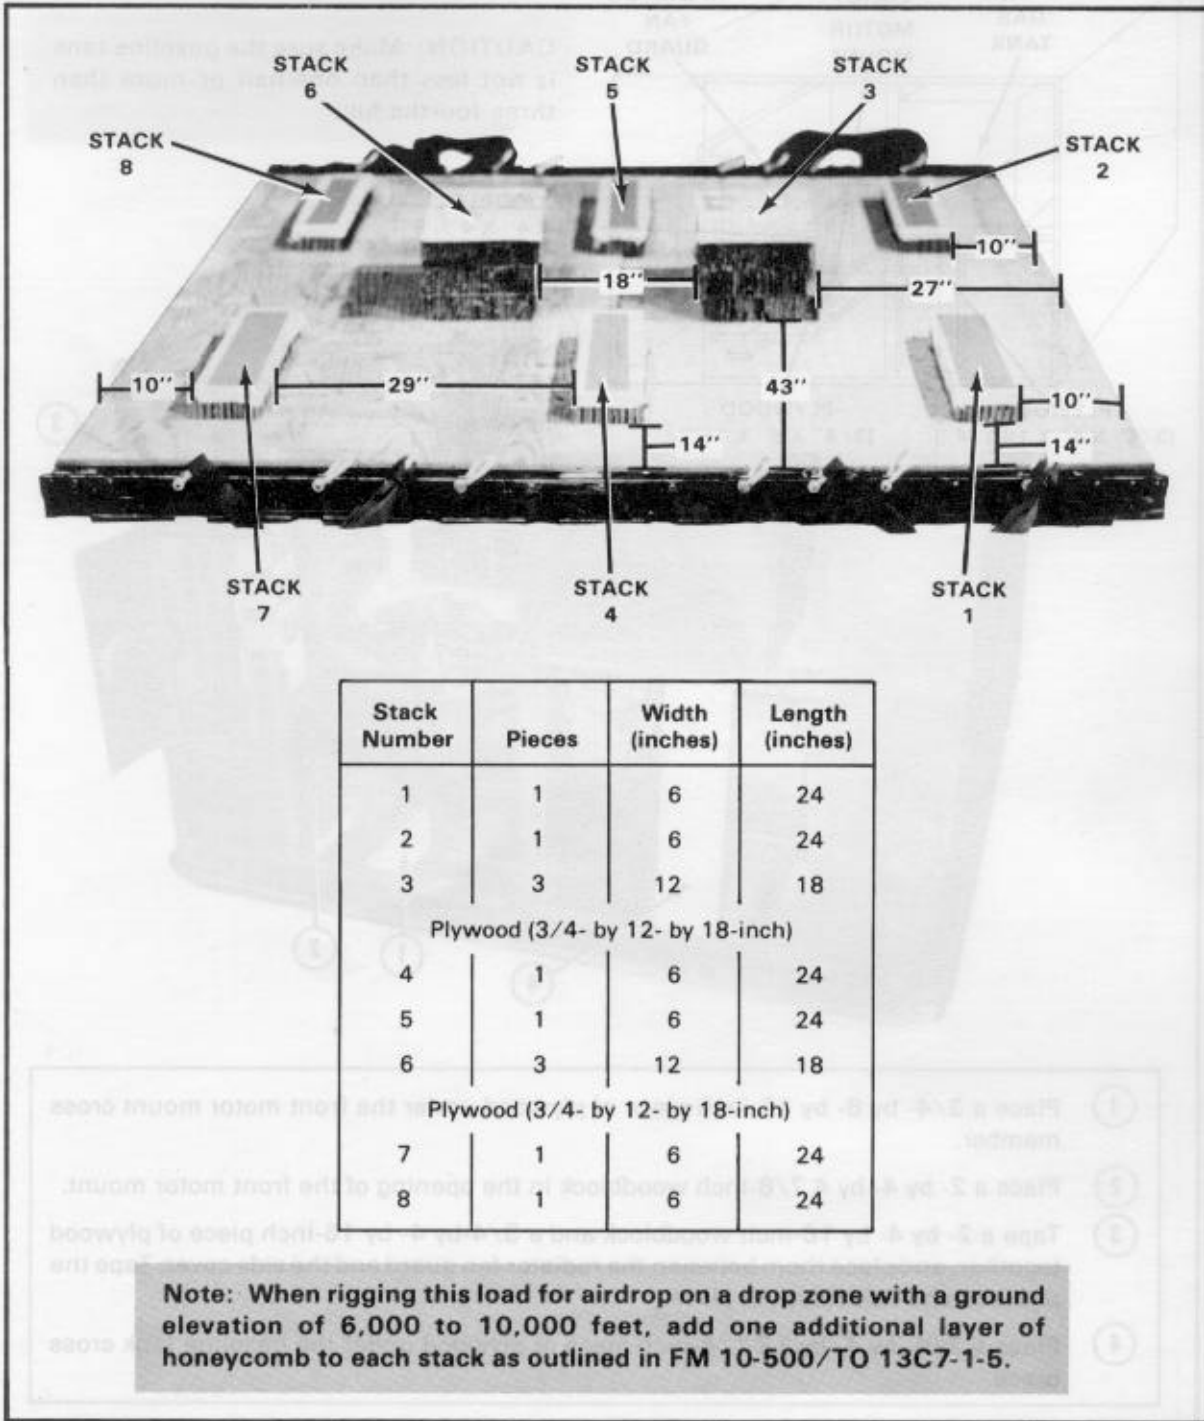 STACK 6
STACK 5
STACK 3
STACK 8
STACK 2
10''
18''
27''
10''
29''
43''
10''
14''
14''
STACK 7
STACK 4
STACK 1
Stack Number Pieces Width (inches) Length (inches)
1 1 6 24
2 1 6 24
3 3 12 18
Plywood (3/4- by 12- by 18-inch)
4 1 6 24
5 1 6 24
6 3 12 18
Plywood (3/4- by 12- by 18-inch)
7 1 6 24
8 1 6 24
Note: When rigging this load for airdrop on a drop zone with a ground
elevation of 6,000 to 10,000 feet, add one additional layer of
honeycomb to each stack as outlined in FM 10-500/TO 13C7-1-5.